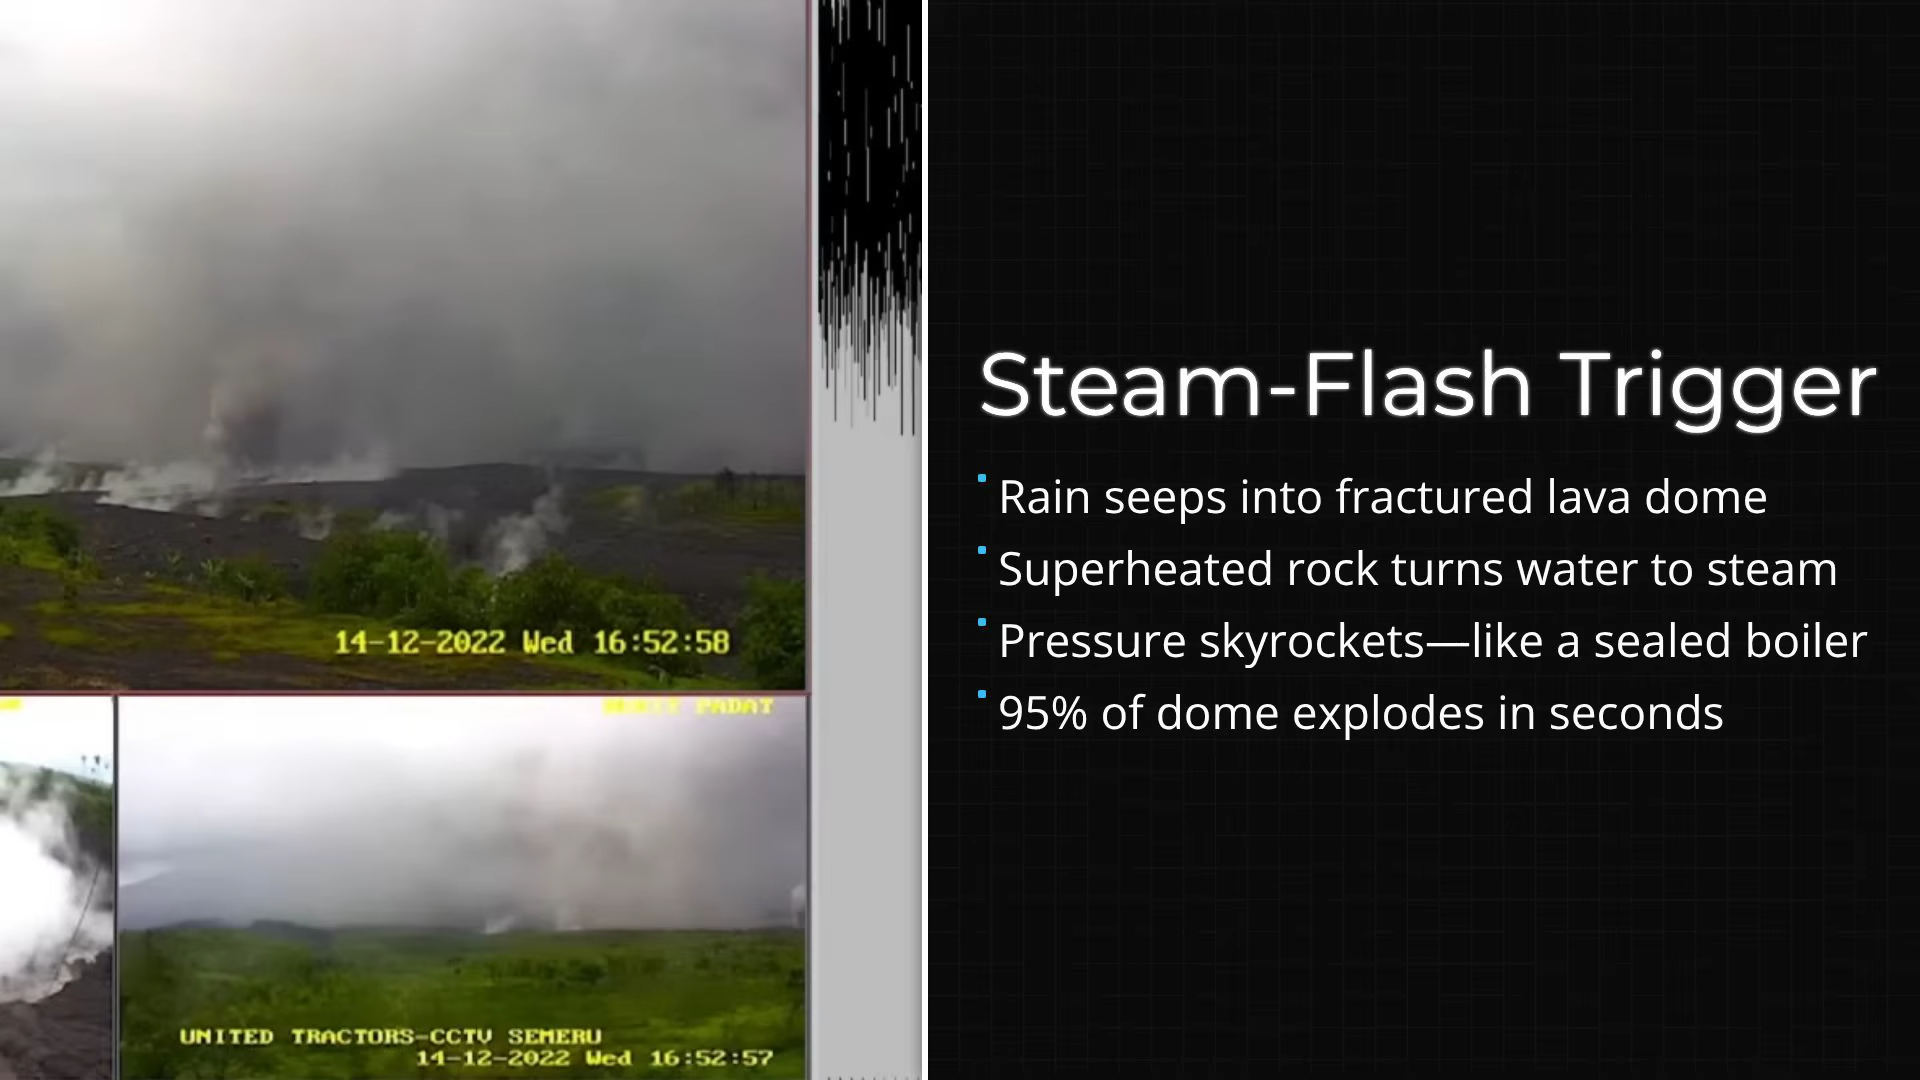 Steam-Flash Trigger
Rain seeps into fractured lava dome
Superheated rock turns water to steam
Pressure skyrockets—like a sealed boiler
95% of dome explodes in seconds
14-12-2022 Wed 16:52:58
PADAT
UNITED TRACTORS-CCTV SEMERU
14-12-2022 Wed 16:52:57